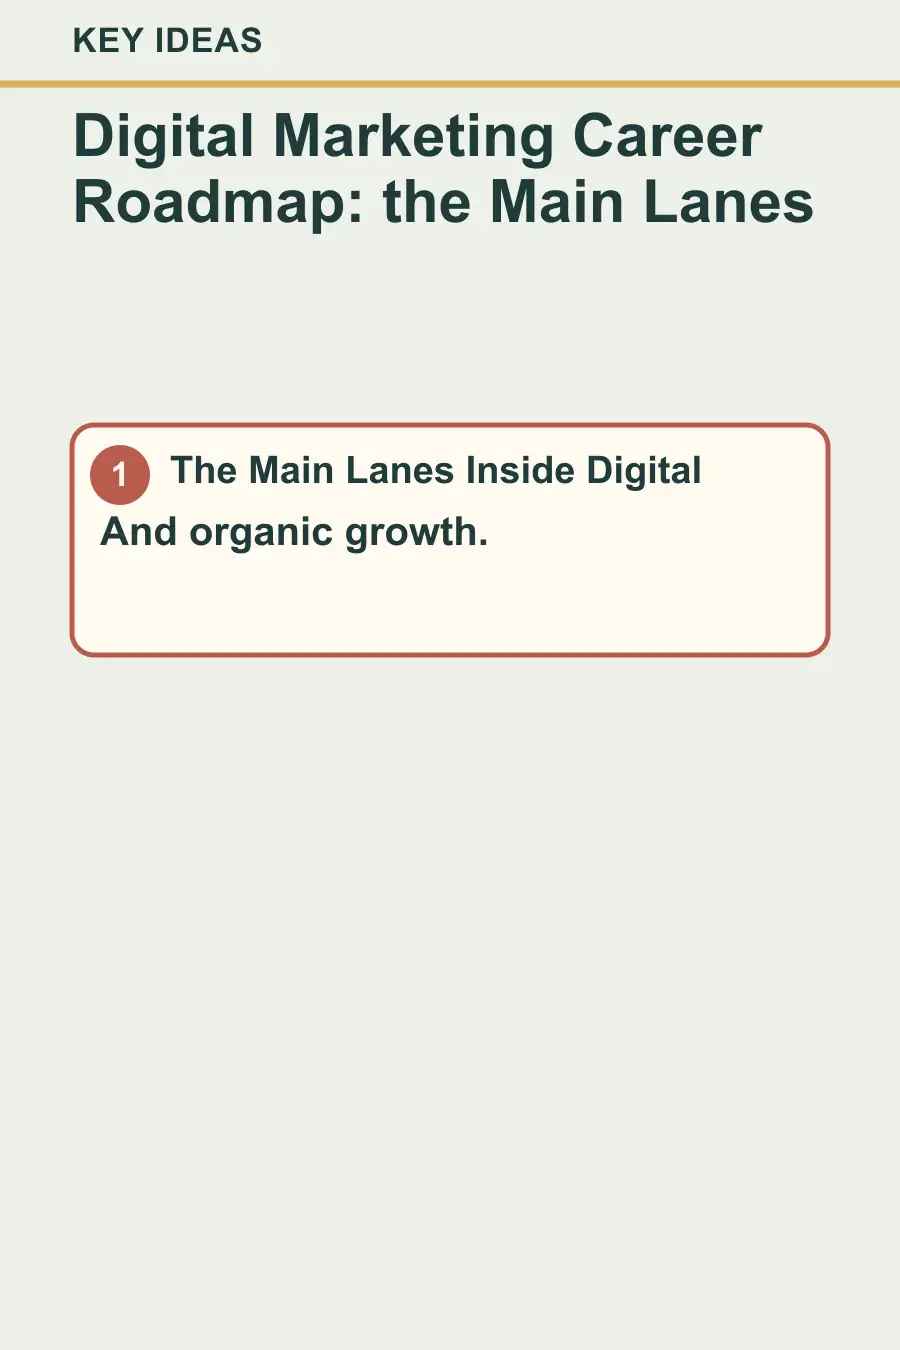 KEY IDEAS
Digital Marketing Career
Roadmap: the Main Lanes
1 The Main Lanes Inside Digital
And organic growth.